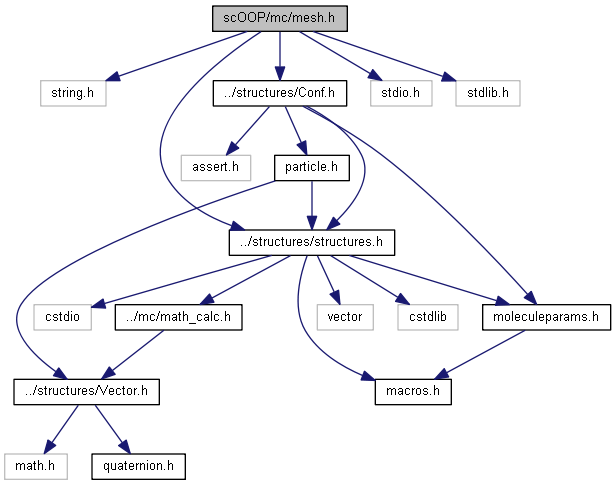 scOOP/mc/mesh.h
string.h
../structures/Conf.h
stdio.h
stdlib.h
assert.h
particle.h
../structures/structures.h
cstdio
../mc/math_calc.h
vector
cstdlib
moleculeparams.h
../structures/Vector.h
macros.h
math.h
quaternion.h